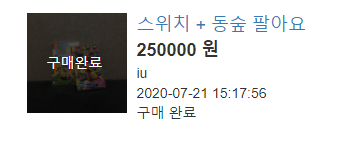 구매완료
스위치 + 동숲 팔아요
250000 원
iu
2020-07-21 15:17:56
구매 완료